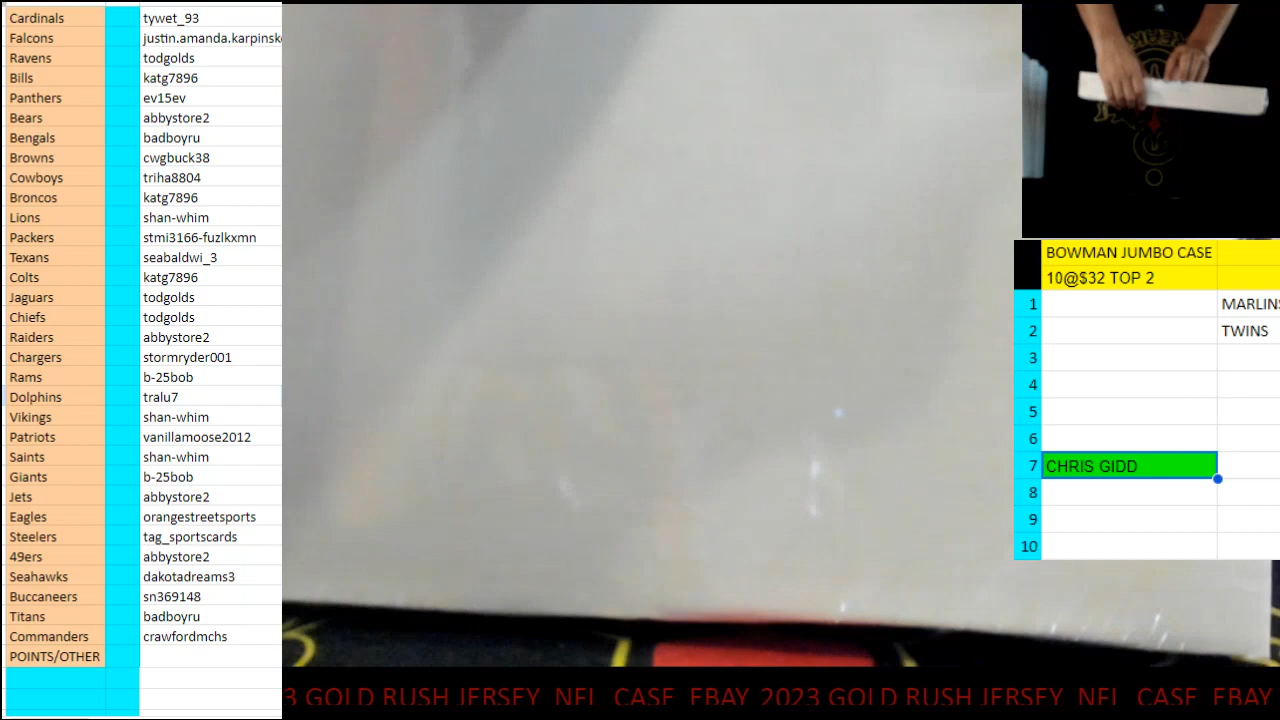 Cardinals tywet_93
Falcons justin.amanda.karpinsk
Ravens todgolds
Bills katg7896
Panthers ev15ev
Bears abbystore2
Bengals badboyru
Browns cwgbuck38
Cowboys triha8804
Broncos katg7896
Lions shan-whim
Packers stmi3166-fuzlkxmn
Texans seabaldwi_3
Colts katg7896
Jaguars todgolds
Chiefs todgolds
Raiders abbystore2
Chargers stormryder001
Rams b-25bob
Dolphins tralu7
Vikings shan-whim
Patriots vanillamoose2012
Saints shan-whim
Giants b-25bob
Jets abbystore2
Eagles orangestreetsports
Steelers tag_sportscards
49ers abbystore2
Seahawks dakotadreams3
Buccaneers sn369148
Titans badboyru
Commanders crawfordmchs
POINTS/OTHER
BOWMAN JUMBO CASE
10@$32 TOP 2
1 MARLINS
2 TWINS
3
4
5
6
7 CHRIS GIDD
8
9
10
3 GOLD RUSH JERSEY NFL CASE EBAY 2023 GOLD RUSH JERSEY NFL CASE EBAY